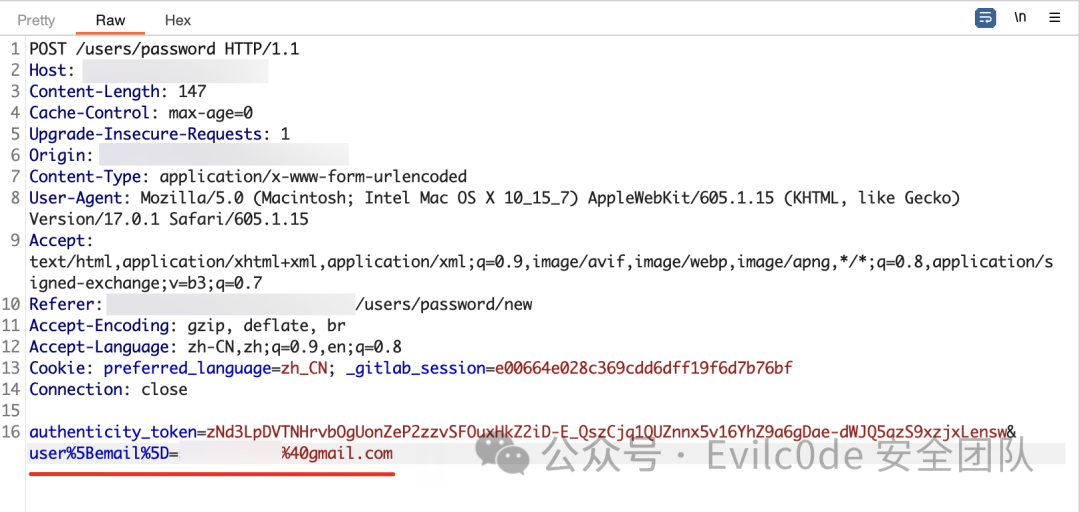 Pretty Raw Hex \n
1 POST /users/password HTTP/1.1
2 Host:
3 Content-Length: 147
4 Cache-Control: max-age=0
5 Upgrade-Insecure-Requests: 1
6 Origin:
7 Content-Type: application/x-www-form-urlencoded
8 User-Agent: Mozilla/5.0 (Macintosh; Intel Mac OS X 10_15_7) AppleWebKit/605.1.15 (KHTML, like Gecko)
Version/17.0.1 Safari/605.1.15
9 Accept:
text/html,application/xhtml+xml,application/xml;q=0.9,image/avif,image/webp,image/apng,*/*;q=0.8,application/s
igned-exchange;v=b3;q=0.7
10 Referer: /users/password/new
11 Accept-Encoding: gzip, deflate, br
12 Accept-Language: zh-CN,zh;q=0.9,en;q=0.8
13 Cookie: preferred_language=zh_CN; _gitlab_session=e00664e028c369cdd6dff19f6d7b76bf
14 Connection: close
15
16 authenticity_token=zNd3LpDVTNHrvbOgUonZeP2zzvSFOuxHkZ2iD-E_QszCjq1QUZnnx5v16YhZ9a6gDae-dWJQ5qzS9xzjxLensw&
user%5Bemail%5D= %40gmail.com
公众号 · Evilc0de 安全团队